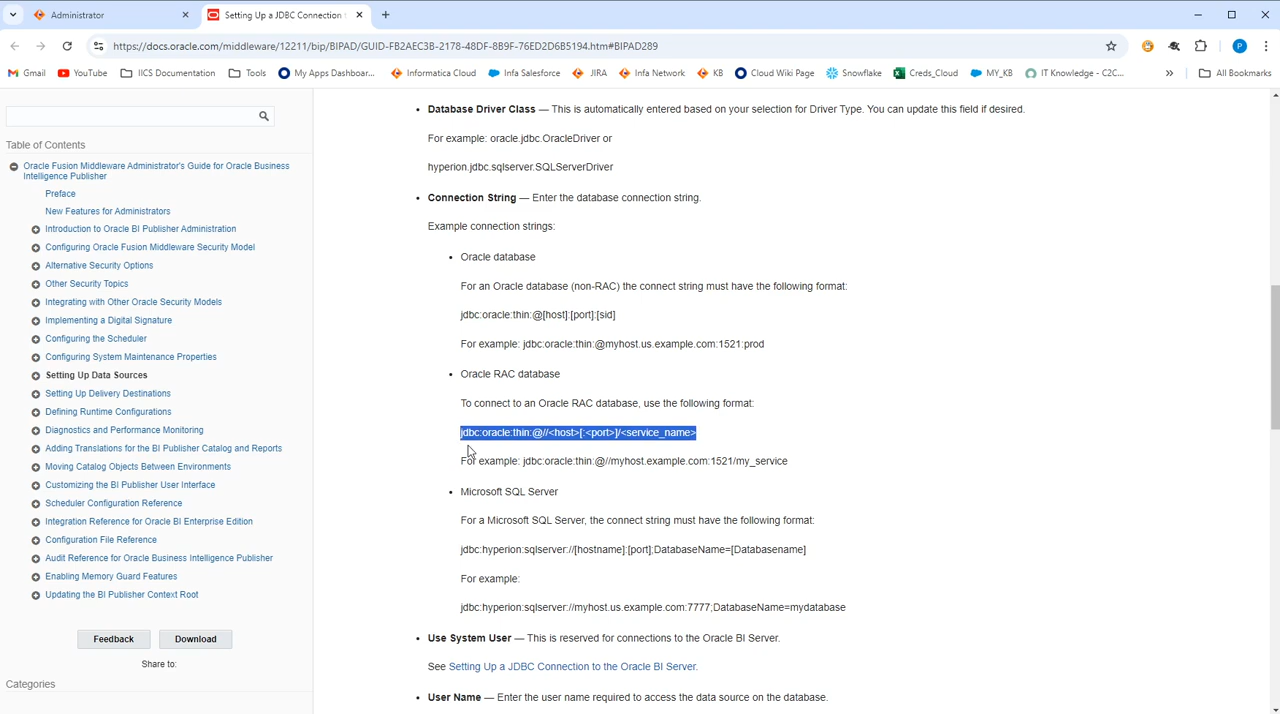 Administrator
Setting Up a JDBC Connection
https://docs.oracle.com/middleware/12211/bip/BIPAD/GUID-FB2AEC3B-2178-48DF-8B9F-76ED2D6B5194.htm#BIPAD289
P
Gmail
YouTube
IICS Documentation
Tools
My Apps Dashboar...
Informatica Cloud
Infa Salesforce
JIRA
Infa Network
KB
Cloud Wiki Page
Snowflake
Creds_Cloud
MY_KB
IT Knowledge - C2C...
»
All Bookmarks
Table of Contents
Oracle Fusion Middleware Administrator's Guide for Oracle Business
Intelligence Publisher
Preface
New Features for Administrators
Introduction to Oracle BI Publisher Administration
Configuring Oracle Fusion Middleware Security Model
Alternative Security Options
Other Security Topics
Integrating with Other Oracle Security Models
Implementing a Digital Signature
Configuring the Scheduler
Configuring System Maintenance Properties
Setting Up Data Sources
Setting Up Delivery Destinations
Defining Runtime Configurations
Diagnostics and Performance Monitoring
Adding Translations for the BI Publisher Catalog and Reports
Moving Catalog Objects Between Environments
Customizing the BI Publisher User Interface
Scheduler Configuration Reference
Integration Reference for Oracle BI Enterprise Edition
Configuration File Reference
Audit Reference for Oracle Business Intelligence Publisher
Enabling Memory Guard Features
Updating the BI Publisher Context Root
Feedback
Download
Share to:
Categories
• Database Driver Class — This is automatically entered based on your selection for Driver Type. You can update this field if desired.
For example: oracle.jdbc.OracleDriver or
hyperion.jdbc.sqlserver.SQLServerDriver
• Connection String — Enter the database connection string.
Example connection strings:
• Oracle database
For an Oracle database (non-RAC) the connect string must have the following format:
jdbc:oracle:thin:@[host]:[port]:[sid]
For example: jdbc:oracle:thin:@myhost.us.example.com:1521:prod
• Oracle RAC database
To connect to an Oracle RAC database, use the following format:
jdbc:oracle:thin:@//<host>[:<port>]/<service_name>
For example: jdbc:oracle:thin:@//myhost.example.com:1521/my_service
• Microsoft SQL Server
For a Microsoft SQL Server, the connect string must have the following format:
jdbc:hyperion:sqlserver://[hostname]:[port];DatabaseName=[Databasename]
For example:
jdbc:hyperion:sqlserver://myhost.us.example.com:7777;DatabaseName=mydatabase
• Use System User — This is reserved for connections to the Oracle BI Server.
See Setting Up a JDBC Connection to the Oracle BI Server.
• User Name — Enter the user name required to access the data source on the database.